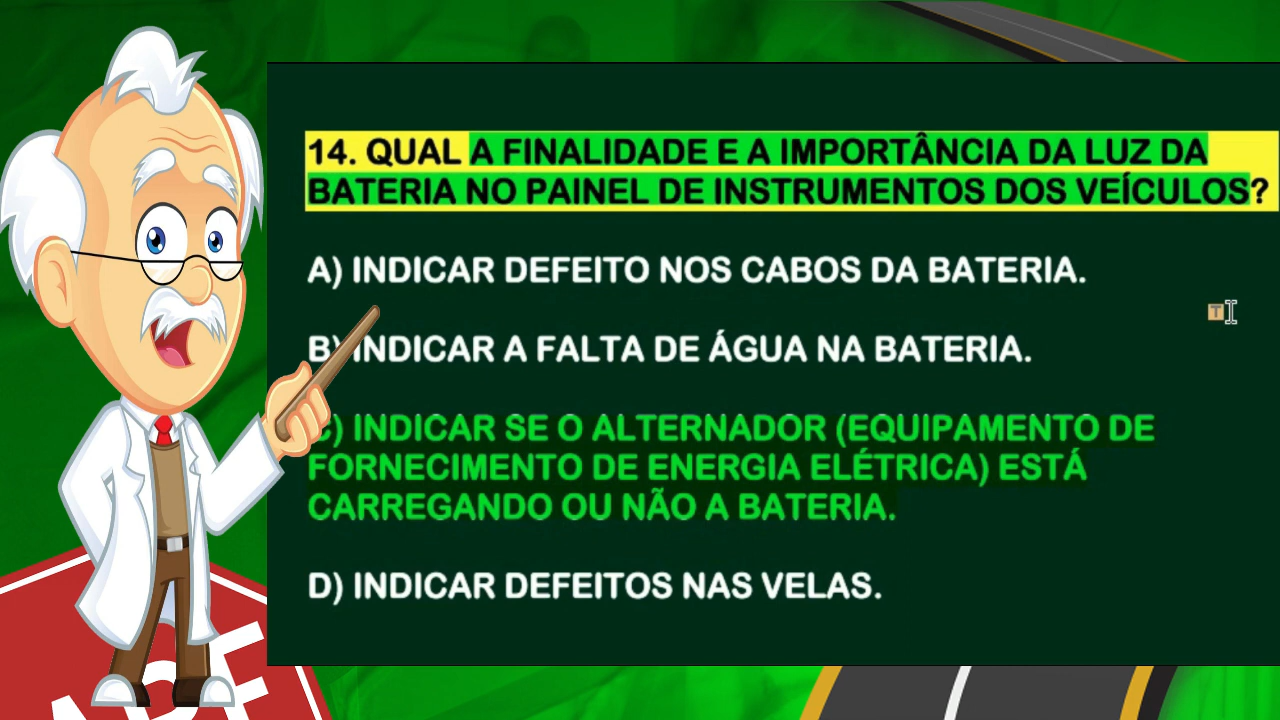 14. QUAL A FINALIDADE E A IMPORTÂNCIA DA LUZ DA
BATERIA NO PAINEL DE INSTRUMENTOS DOS VEÍCULOS?
A) INDICAR DEFEITO NOS CABOS DA BATERIA.
B) INDICAR A FALTA DE ÁGUA NA BATERIA.
C) INDICAR SE O ALTERNADOR (EQUIPAMENTO DE
FORNECIMENTO DE ENERGIA ELÉTRICA) ESTÁ
CARREGANDO OU NÃO A BATERIA.
D) INDICAR DEFEITOS NAS VELAS.